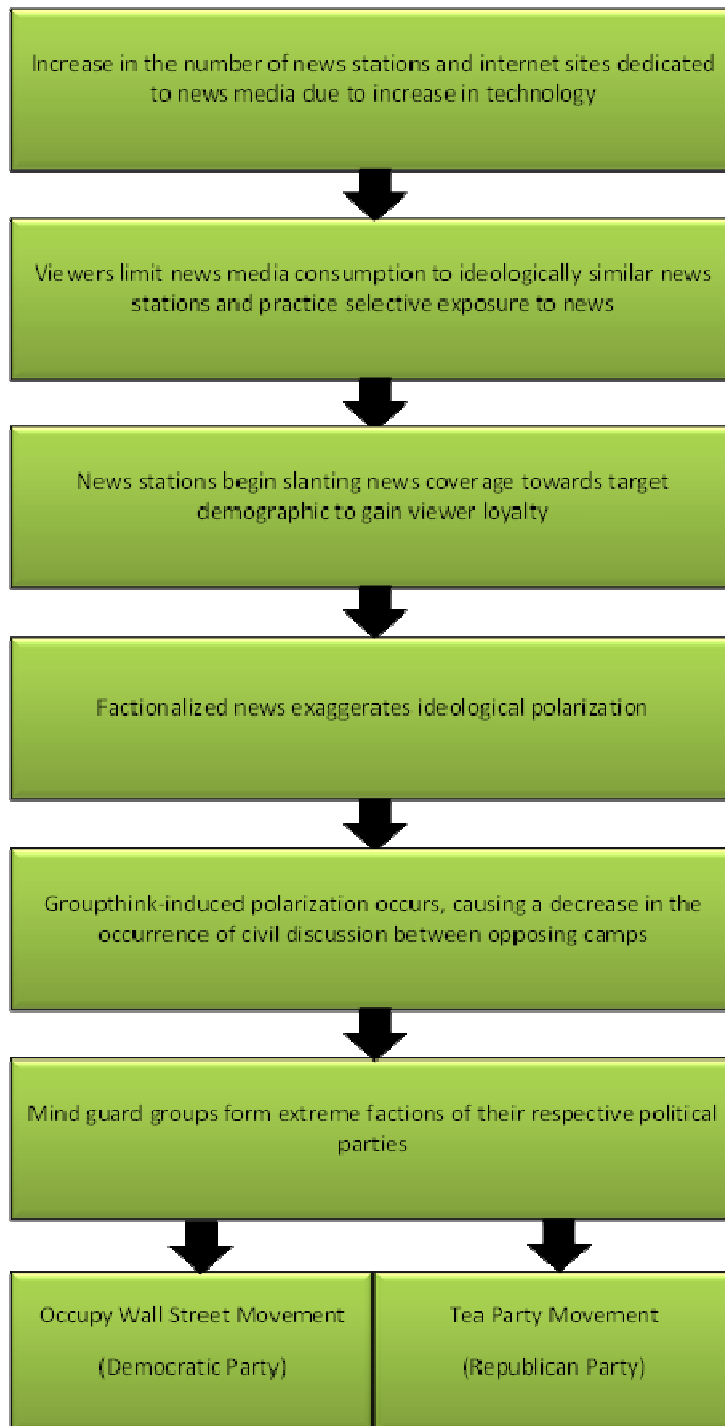 Increase in the number of news stations and internet sites dedicated
to news media due to increase in technology
Viewers limit news media consumption to ideologically similar news
stations and practice selective exposure to news
News stations begin slanting news coverage towards target
demographic to gain viewer loyalty
Factionalized news exaggerates ideological polarization
Groupthink-induced polarization occurs, causing a decrease in the
occurrence of civil discussion between opposing camps
Mind guard groups form extreme factions of their respective political
parties
Occupy Wall Street Movement
(Democratic Party)
Tea Party Movement
(Republican Party)